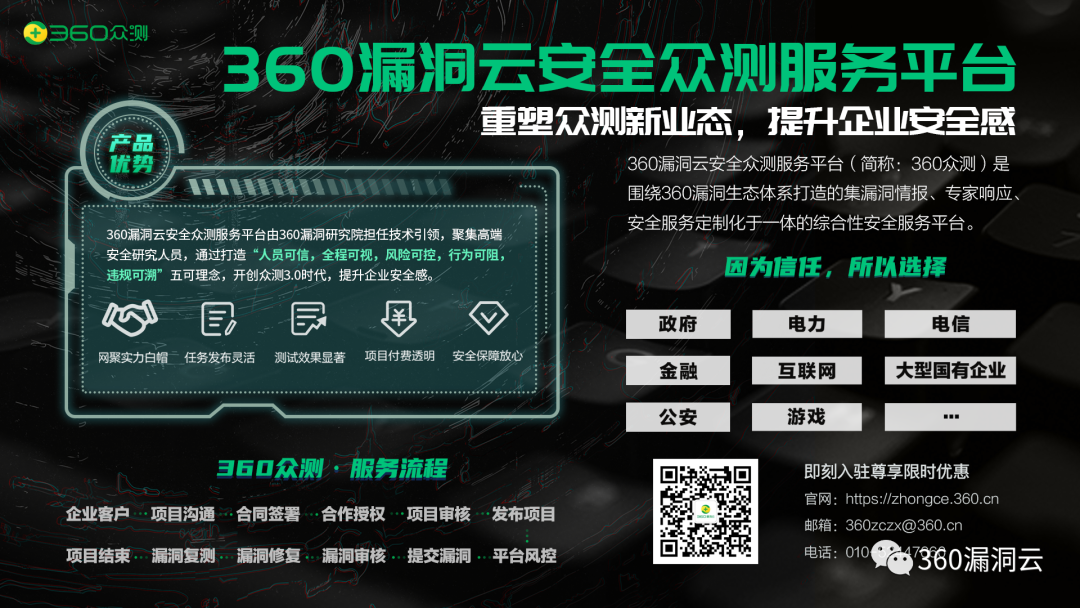 360众测
360漏洞云安全众测服务平台
重塑众测新业态，提升企业安全感
产品
优势
360漏洞云安全众测服务平台由360漏洞研究院担任技术引领，聚集高端
安全研究人员，通过打造“人员可信，全程可视，风险可控，行为可阻，
违规可溯”五可理念，开创众测3.0时代，提升企业安全感。
网聚实力白帽 任务发布灵活 测试效果显著 项目付费透明 安全保障放心
360漏洞云安全众测服务平台（简称：360众测）是
围绕360漏洞生态体系打造的集漏洞情报、专家响应、
安全服务定制化于一体的综合性安全服务平台。
因为信任，所以选择
政府 电力 电信
金融 互联网 大型国有企业
公安 游戏 ···
360众测·服务流程
企业客户 ··· 项目沟通 ··· 合同签署 ··· 合作授权 ··· 项目审核 ··· 发布项目
项目结束 ··· 漏洞复测 ··· 漏洞修复 ··· 漏洞审核 ··· 提交漏洞 ··· 平台风控
即刻入驻尊享限时优惠
官网：https://zhongce.360.cn
邮箱：360zczx@360.cn
电话：010-
360漏洞云